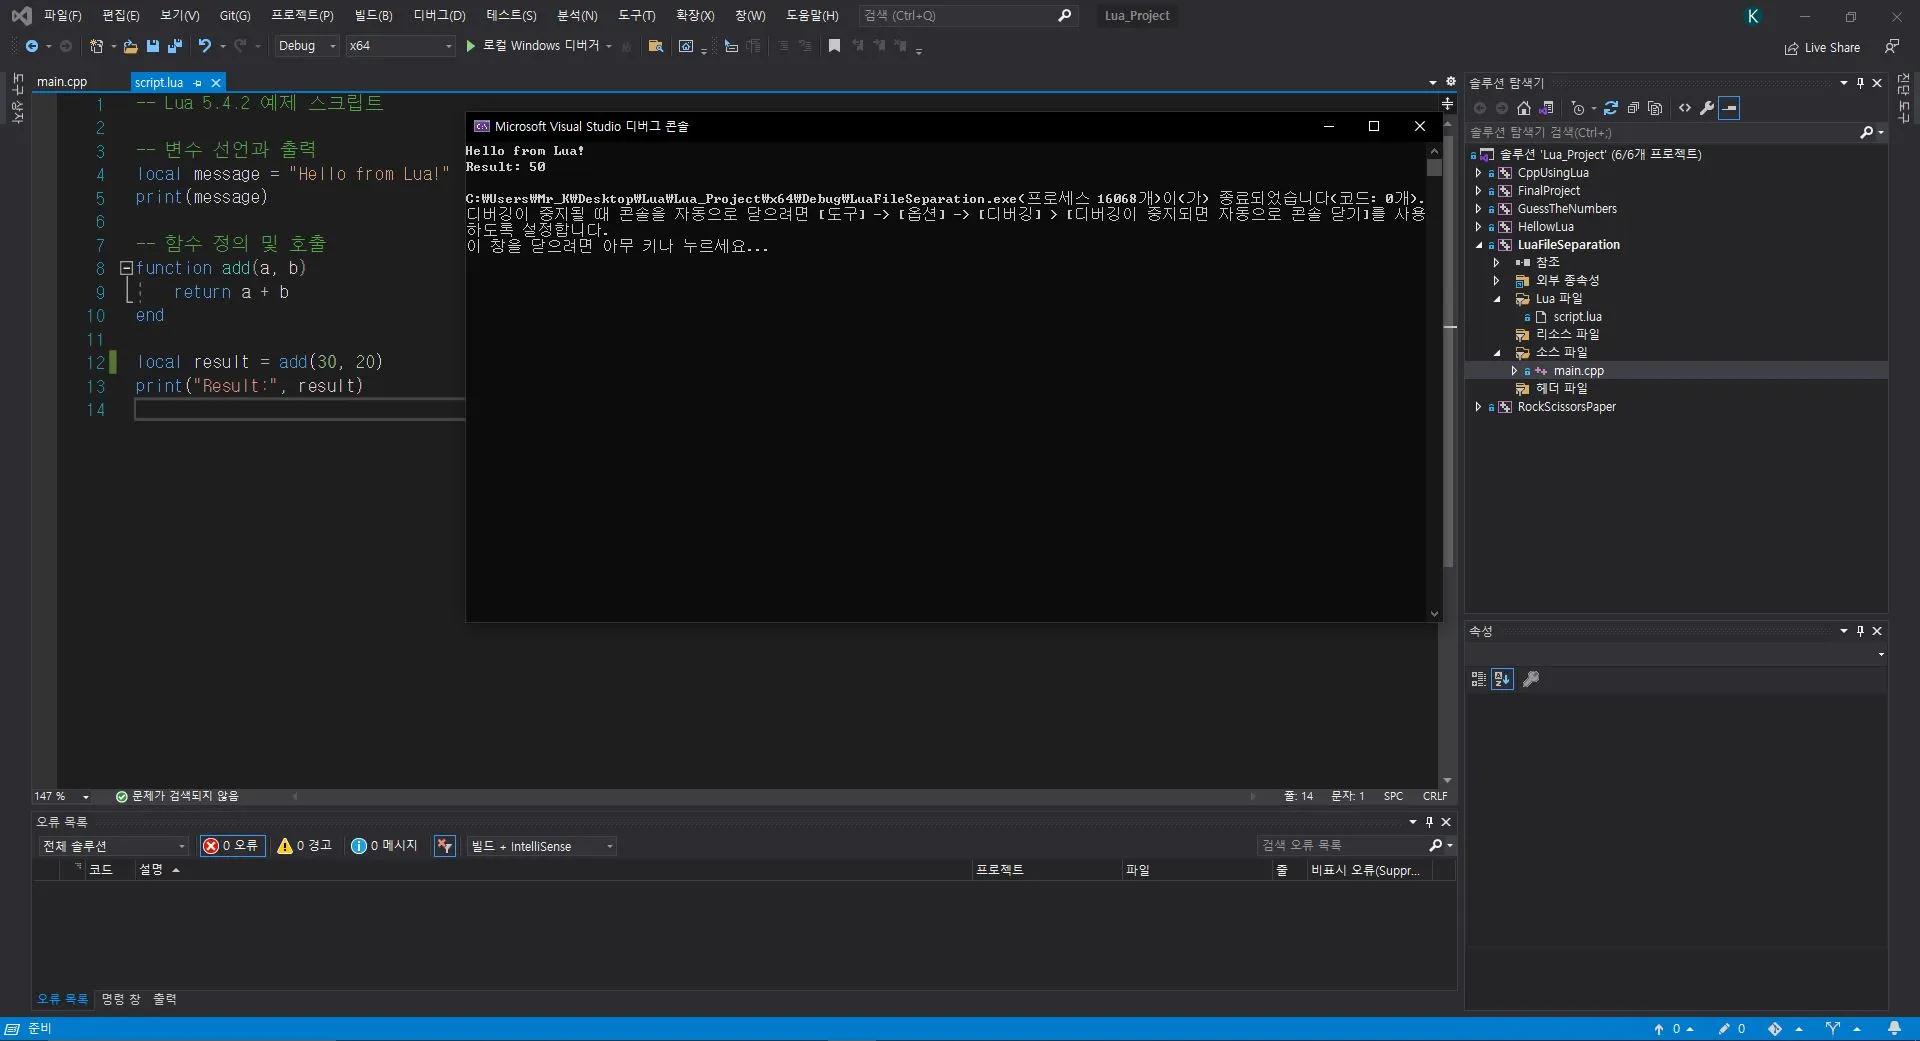 파일(F) 편집(E) 보기(V) Git(G) 프로젝트(P) 빌드(B) 디버그(D) 테스트(S) 분석(N) 도구(T) 확장(X) 창(W) 도움말(H) 검색 (Ctrl+Q) Lua_Project K
Debug x64 로컬 Windows 디버거 Live Share
도구 상자
main.cpp script.lua
1 -- Lua 5.4.2 예제 스크립트
2
3 -- 변수 선언과 출력
4 local message = "Hello from Lua!"
5 print(message)
6
7 -- 함수 정의 및 호출
8 function add(a, b)
9 return a + b
10 end
11
12 local result = add(30, 20)
13 print("Result:", result)
14
Microsoft Visual Studio 디버그 콘솔
Hello from Lua!
Result: 50
C:₩Users₩Mr_K₩Desktop₩Lua₩Lua_Project₩x64₩Debug₩LuaFileSeparation.exe(프로세스 16068개)이(가) 종료되었습니다(코드: 0개).
디버깅이 중지될 때 콘솔을 자동으로 닫으려면 [도구] -> [옵션] -> [디버깅] > [디버깅이 중지되면 자동으로 콘솔 닫기]를 사용
하도록 설정합니다.
이 창을 닫으려면 아무 키나 누르세요...
147 % 문제가 검색되지 않음 줄: 14 문자: 1 SPC CRLF
오류 목록
전체 솔루션 0 오류 0 경고 0 메시지 빌드 + IntelliSense 검색 오류 목록
코드 설명 프로젝트 파일 줄 비표시 오류(Suppr...
오류 목록 명령 창 출력
솔루션 탐색기
솔루션 탐색기 검색(Ctrl+;)
솔루션 'Lua_Project' (6/6개 프로젝트)
CppUsingLua
FinalProject
GuessTheNumbers
HellowLua
LuaFileSeparation
참조
외부 종속성
Lua 파일
script.lua
리소스 파일
소스 파일
main.cpp
헤더 파일
RockScissorsPaper
속성
진단 도구
준비 0 0